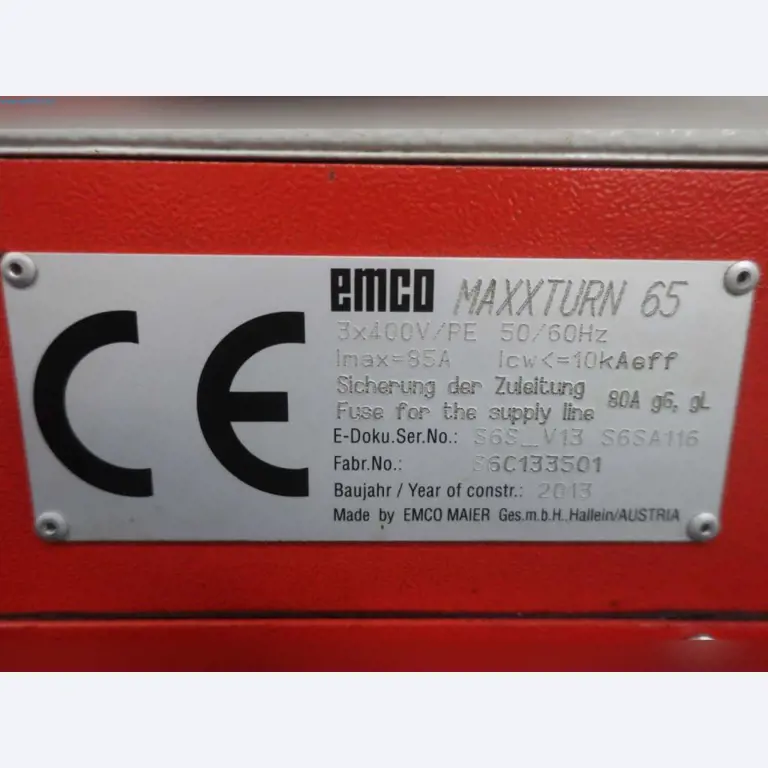 CE
emco MAXXTURN 65
3x400V/PE 50/60Hz
Imax=85A Icw<=10kAeff
Sicherung der Zuleitung
Fuse for the supply line 80A g6, gL
E-Doku.Ser.No.: S6S_V13 S6SA116
Fabr.No.: S6C133501
Baujahr / Year of constr.: 2013
Made by EMCO MAIER Ges.m.b.H.,Hallein/AUSTRIA